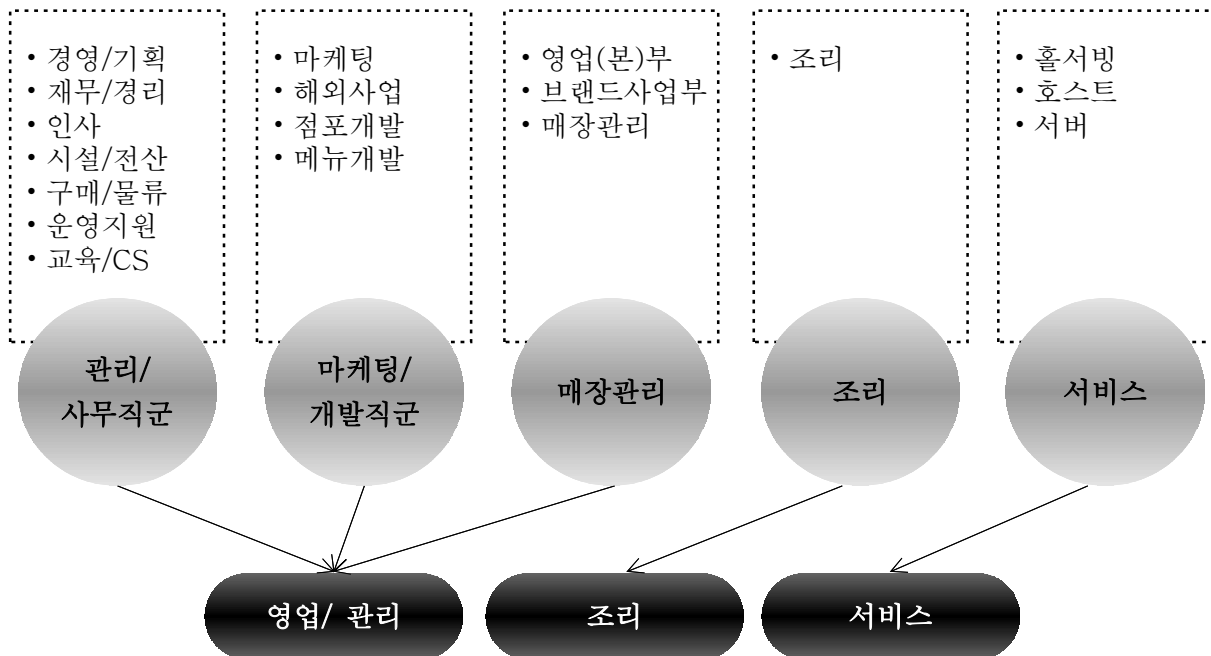 • 경영/기획
• 재무/경리
• 인사
• 시설/전산
• 구매/물류
• 운영지원
• 교육/CS
• 마케팅
• 해외사업
• 점포개발
• 메뉴개발
• 영업(본)부
• 브랜드사업부
• 매장관리
• 조리
• 홀서빙
• 호스트
• 서버
관리/
사무직군
마케팅/
개발직군
매장관리
조리
서비스
영업/ 관리
조리
서비스